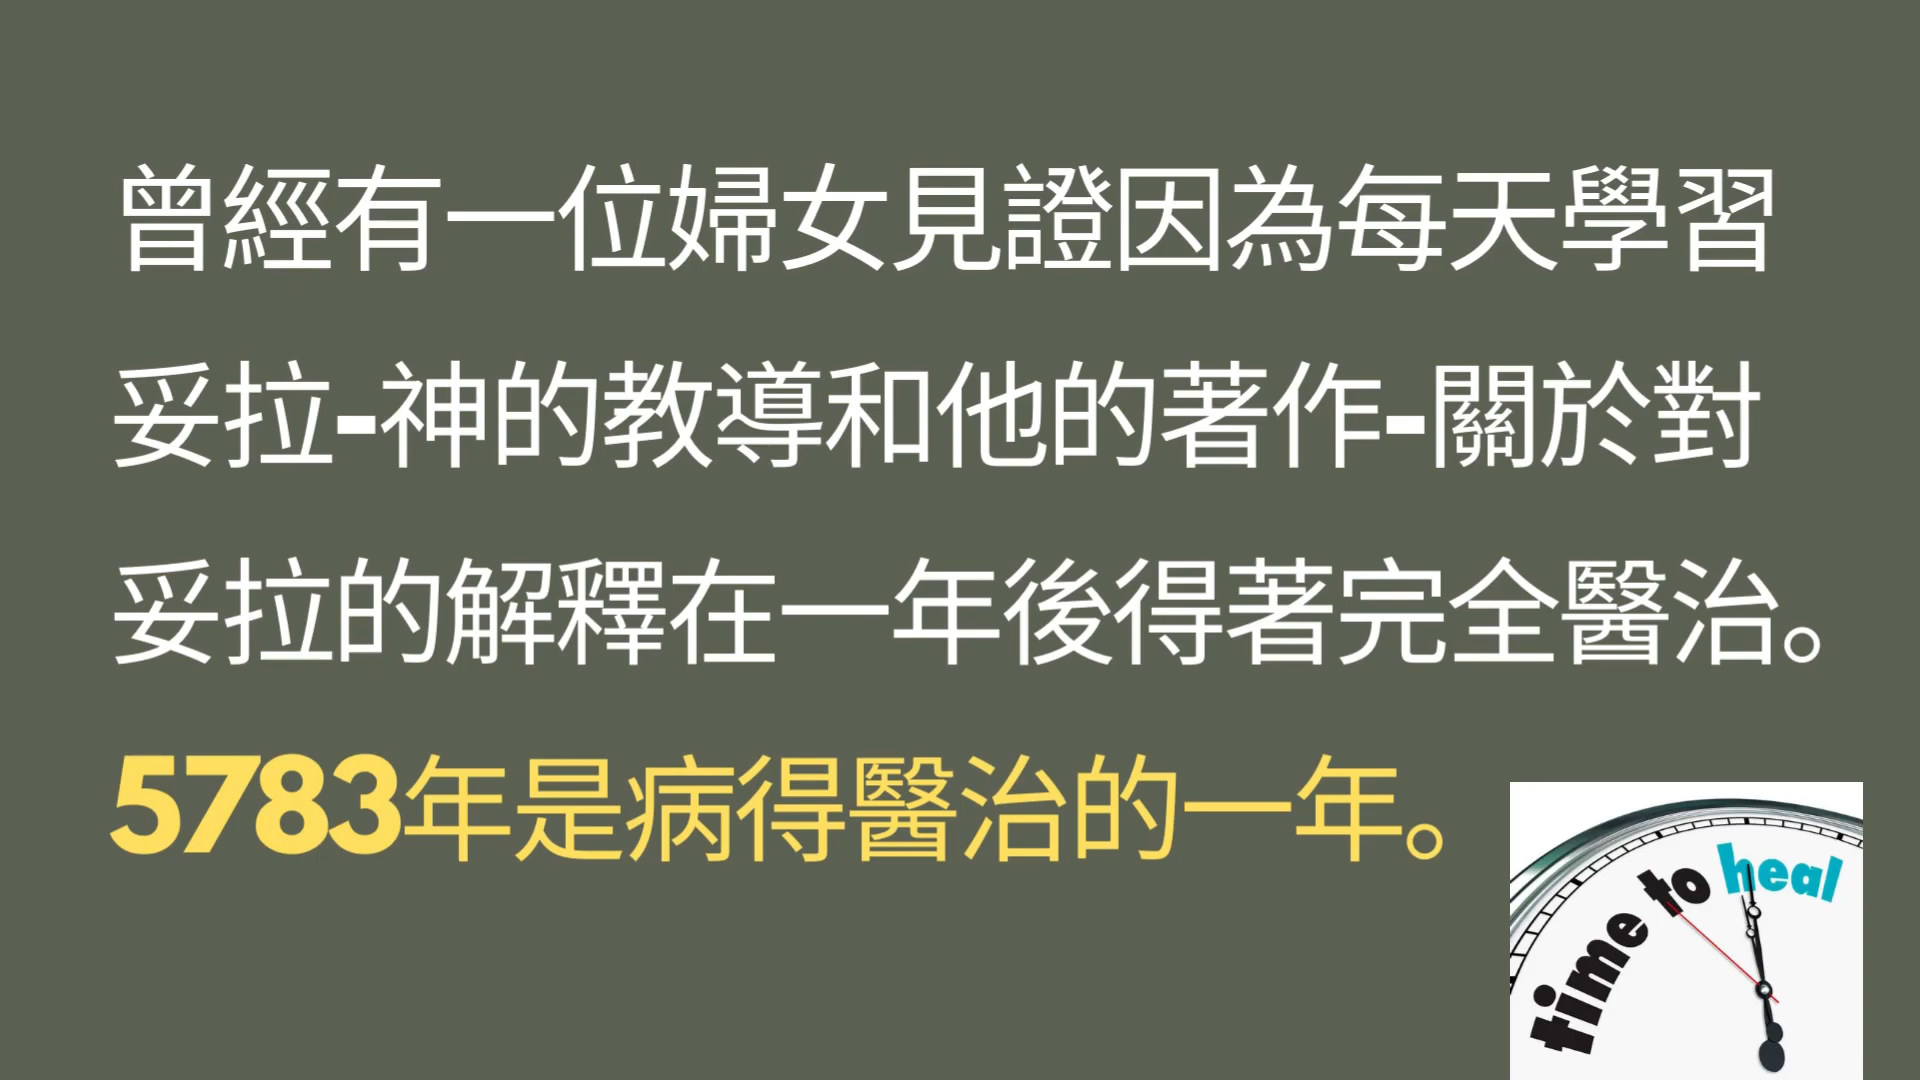 曾經有一位婦女見證因為每天學習
妥拉-神的教導和他的著作-關於對
妥拉的解釋在一年後得著完全醫治。
5783年是病得醫治的一年。
time to heal